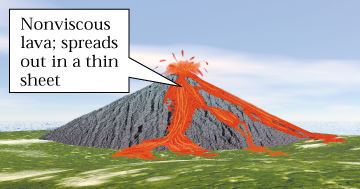 Nonviscous
lava; spreads
out in a thin
sheet